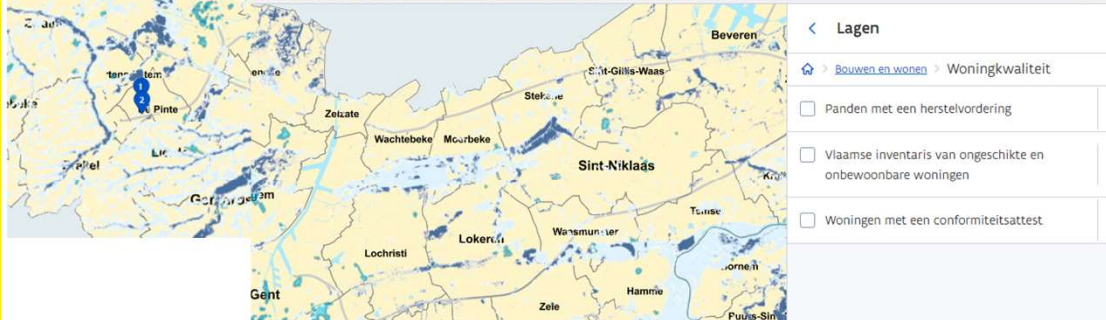 Beveren
Lagen
Sint-Gillis-Waas
Bouwen en wonen > Woningkwaliteit
1
Stekene
2
Pinte
Zelzate
Panden met een herstelvordering
Wachtebeke
Moerbeke
Vlaamse inventaris van ongeschikte en
onbewoonbare woningen
Sint-Niklaas
Temse
Woningen met een conformiteitsattest
Lokeren
Waasmunster
Lochristi
Gent
Hamme
Zele